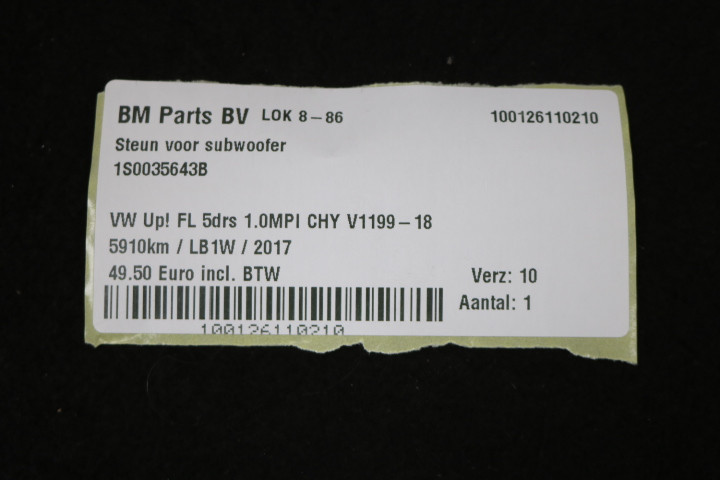 BM Parts BV LOK 8-86 100126110210
Steun voor subwoofer
1S0035643B
VW Up! FL 5drs 1.0MPI CHY V1199-18
5910km / LB1W / 2017
49.50 Euro incl. BTW Verz: 10
Aantal: 1
100126110210